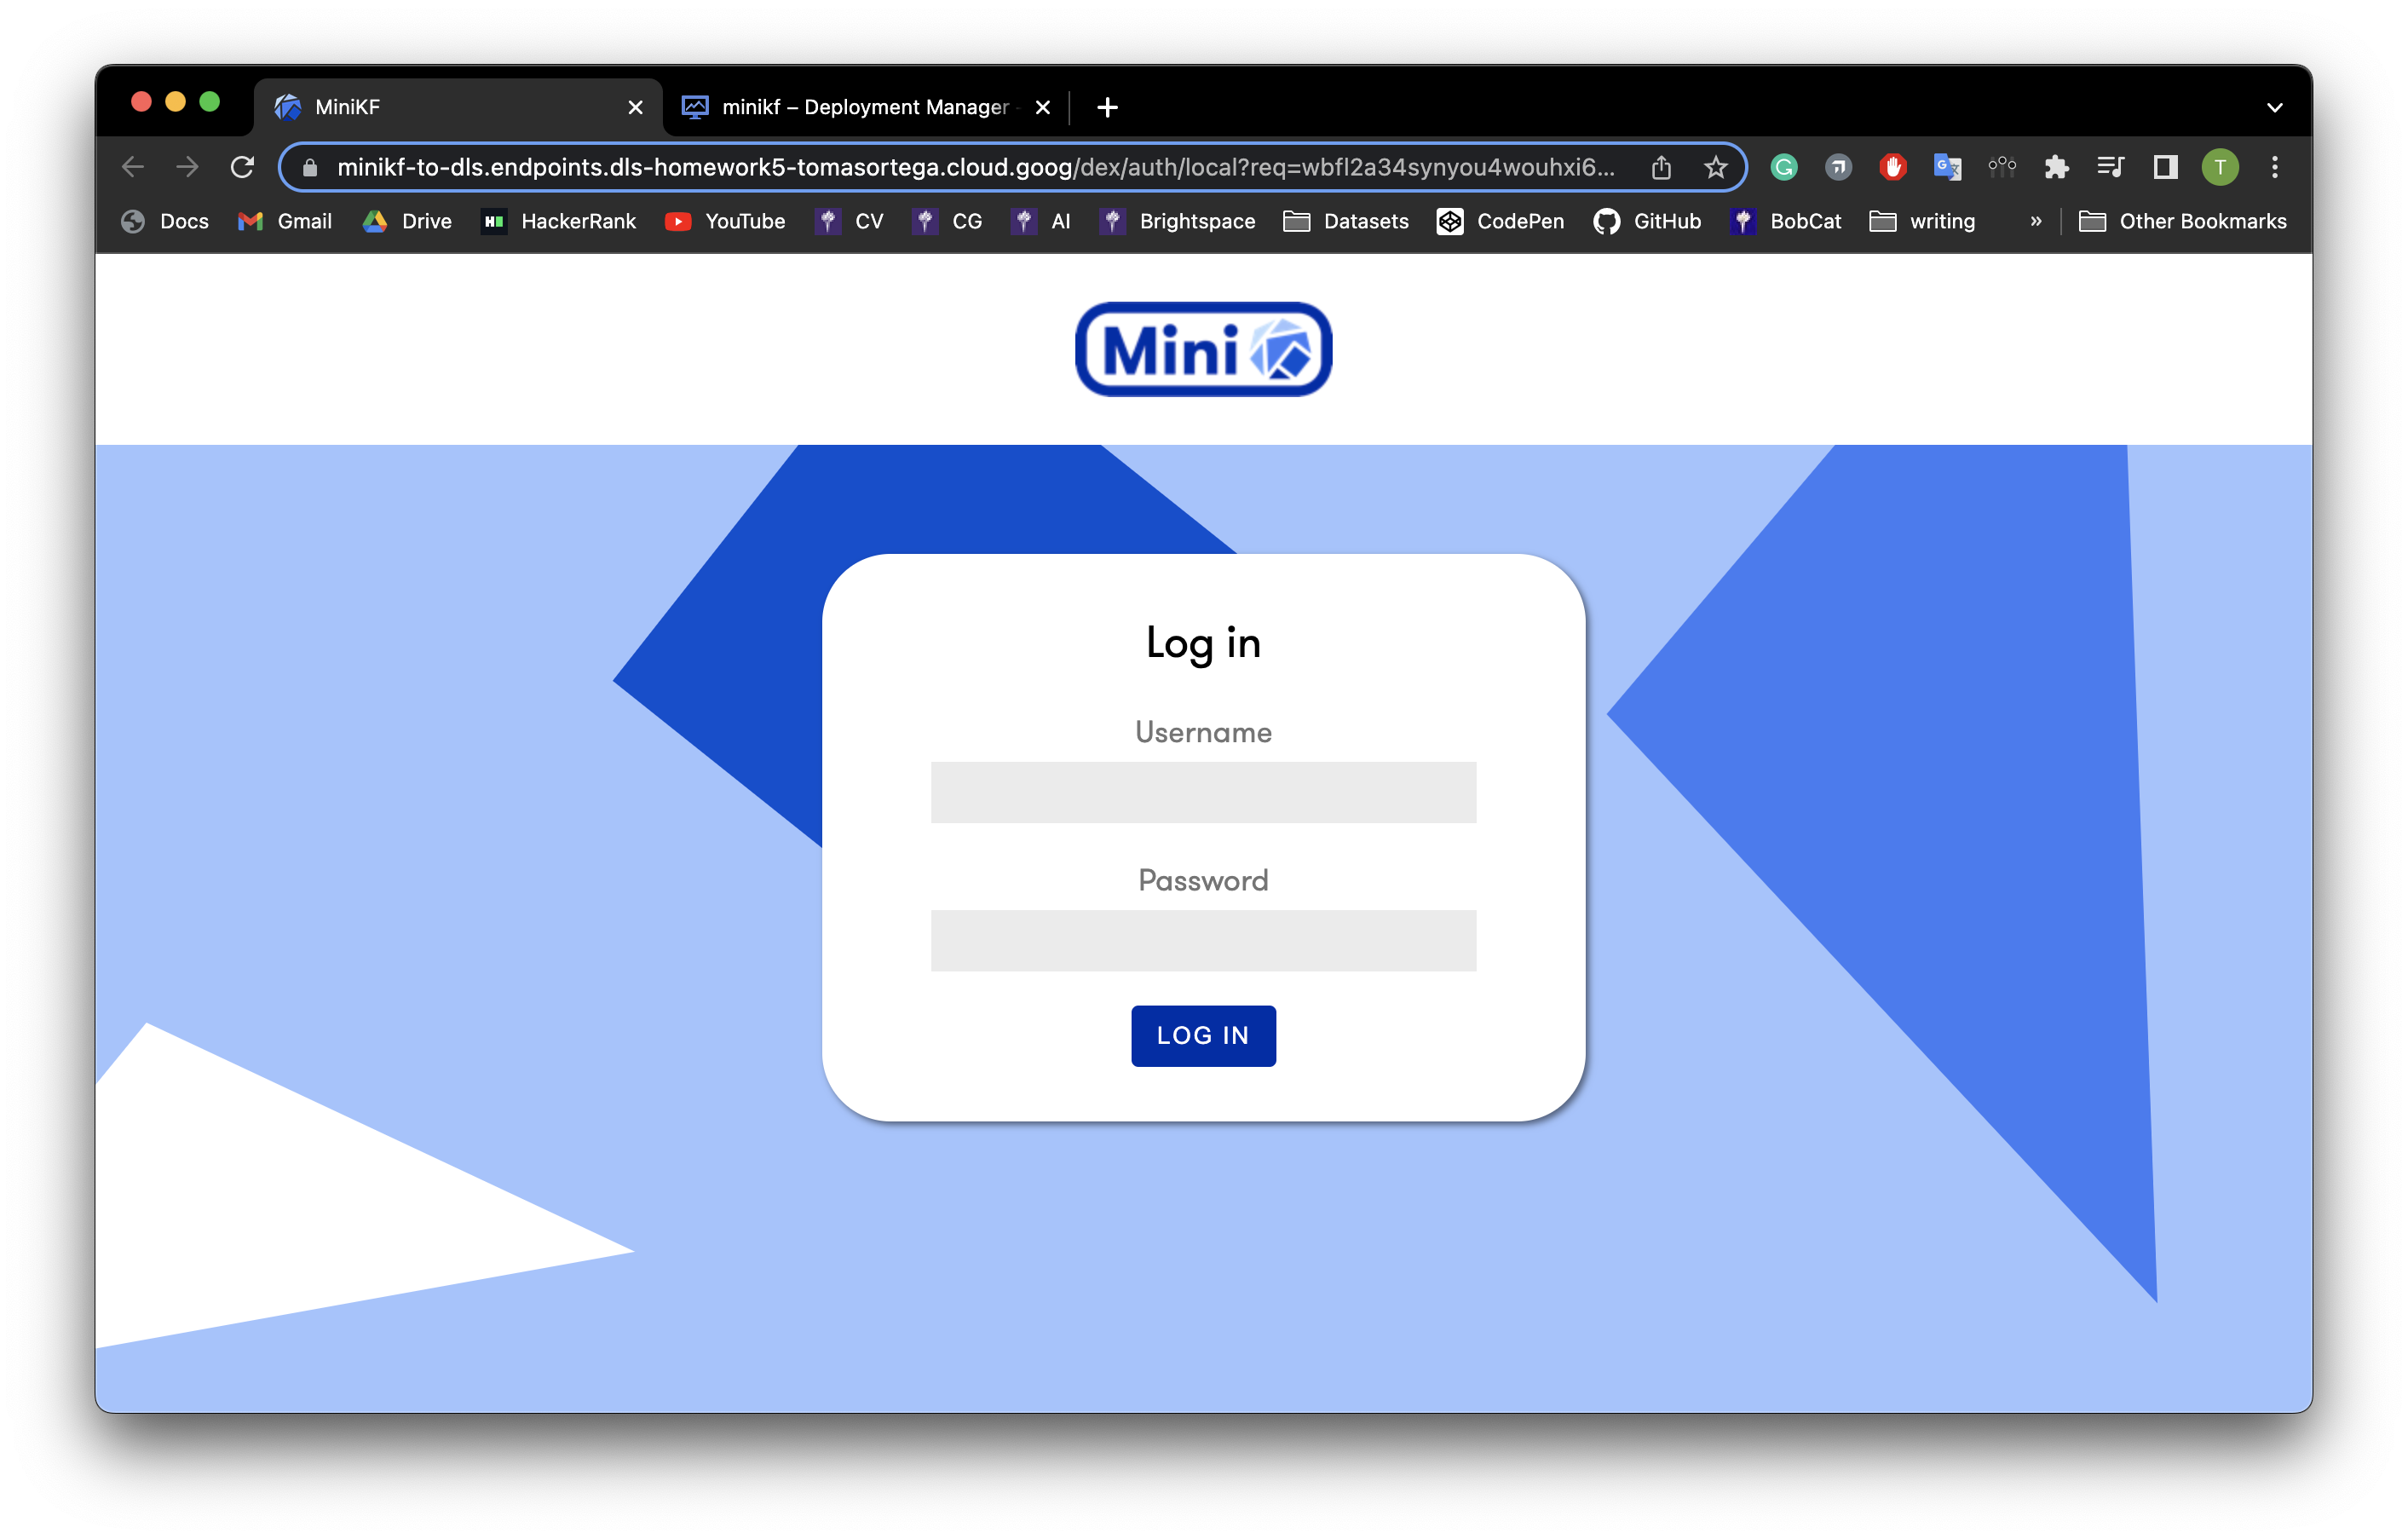 MiniKF
minikf – Deployment Manager -
minikf-to-dls.endpoints.dls-homework5-tomasortega.cloud.goog/dex/auth/local?req=wbfl2a34synyou4wouhxi6...
T
Docs Gmail Drive HackerRank YouTube CV CG AI Brightspace Datasets CodePen GitHub BobCat writing » Other Bookmarks
Mini
Log in
Username
Password
LOG IN